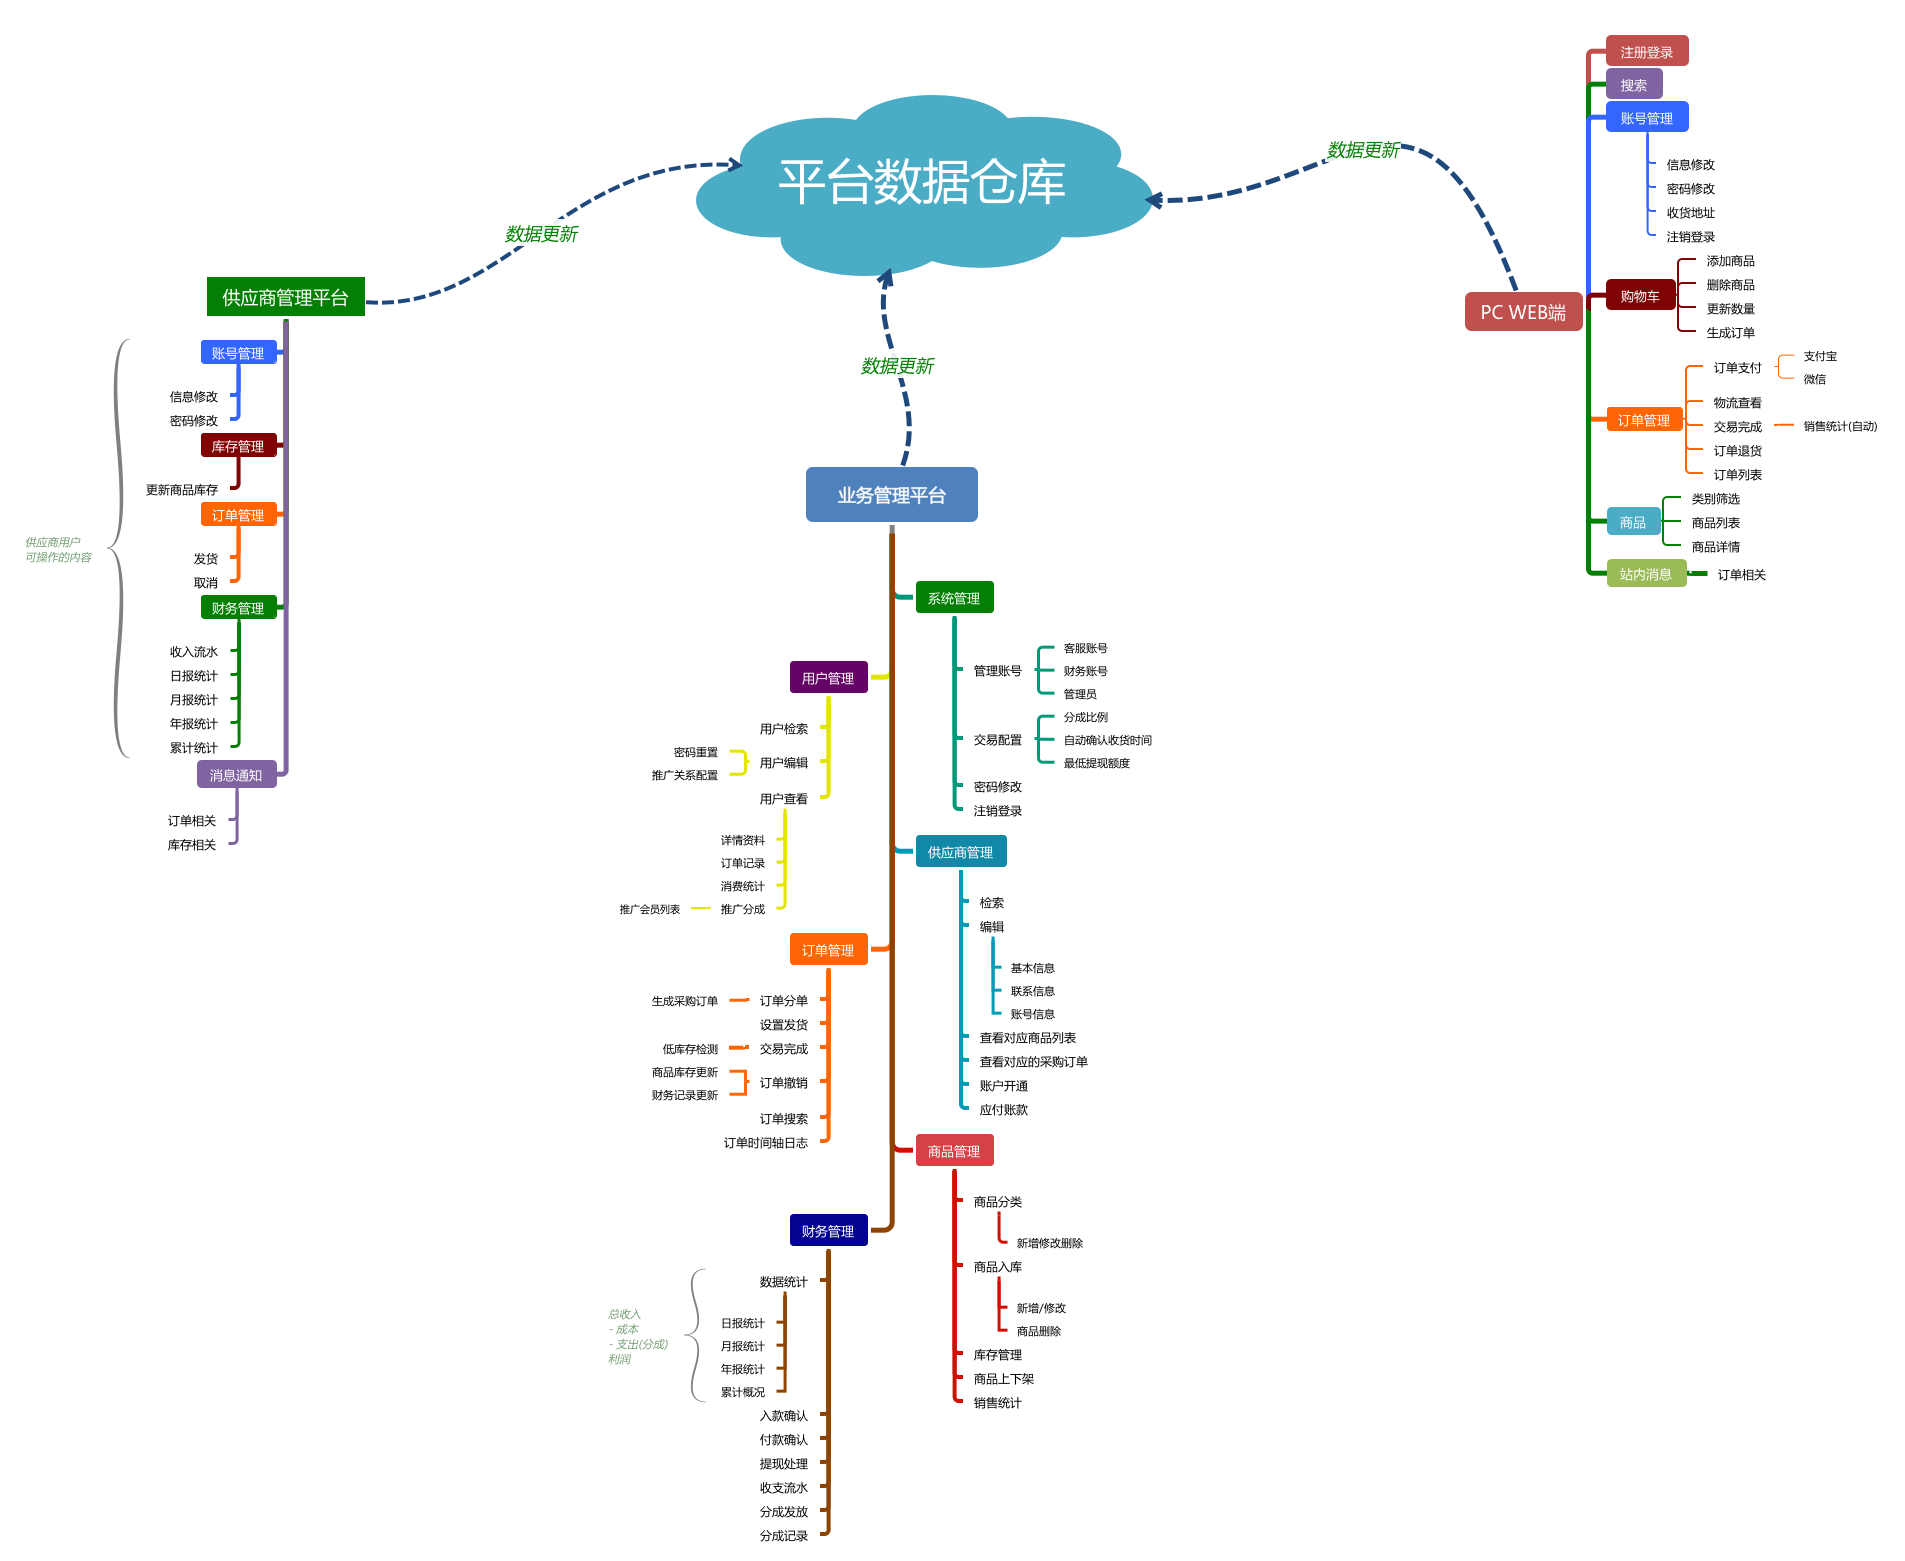 平台数据仓库
数据更新
数据更新
数据更新
供应商管理平台
账号管理
信息修改
密码修改
库存管理
更新商品库存
订单管理
发货
取消
财务管理
收入流水
日报统计
月报统计
年报统计
累计统计
消息通知
订单相关
库存相关
供应商用户
可操作的内容
业务管理平台
用户管理
用户检索
用户编辑
密码重置
推广关系配置
用户查看
详情资料
订单记录
消费统计
推广分成
推广会员列表
订单管理
订单分单
生成采购订单
设置发货
交易完成
低库存检测
订单撤销
商品库存更新
财务记录更新
订单搜索
订单时间轴日志
财务管理
数据统计
日报统计
月报统计
年报统计
累计概况
总收入
- 成本
- 支出(分成)
利润
入款确认
付款确认
提现处理
收支流水
分成发放
分成记录
系统管理
管理账号
客服账号
财务账号
管理员
交易配置
分成比例
自动确认收货时间
最低提现额度
密码修改
注销登录
供应商管理
检索
编辑
基本信息
联系信息
账号信息
查看对应商品列表
查看对应的采购订单
账户开通
应付账款
商品管理
商品分类
新增修改删除
商品入库
新增/修改
商品删除
库存管理
商品上下架
销售统计
PC WEB端
注册登录
搜索
账号管理
信息修改
密码修改
收货地址
注销登录
购物车
添加商品
删除商品
更新数量
生成订单
订单管理
订单支付
支付宝
微信
物流查看
交易完成
销售统计(自动)
订单退货
订单列表
商品
类别筛选
商品列表
商品详情
站内消息
订单相关